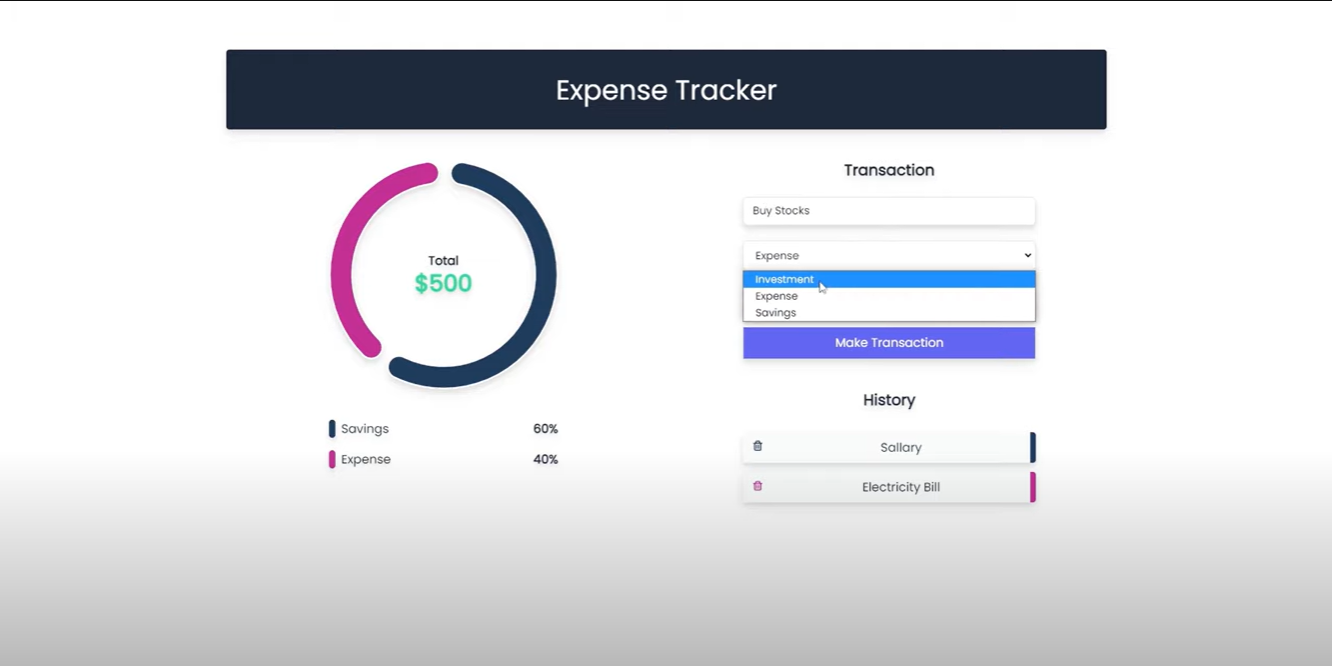 Expense Tracker
Total
$500
Savings 60%
Expense 40%
Transaction
Buy Stocks
Expense
Investment
Expense
Savings
Make Transaction
History
Sallary
Electricity Bill